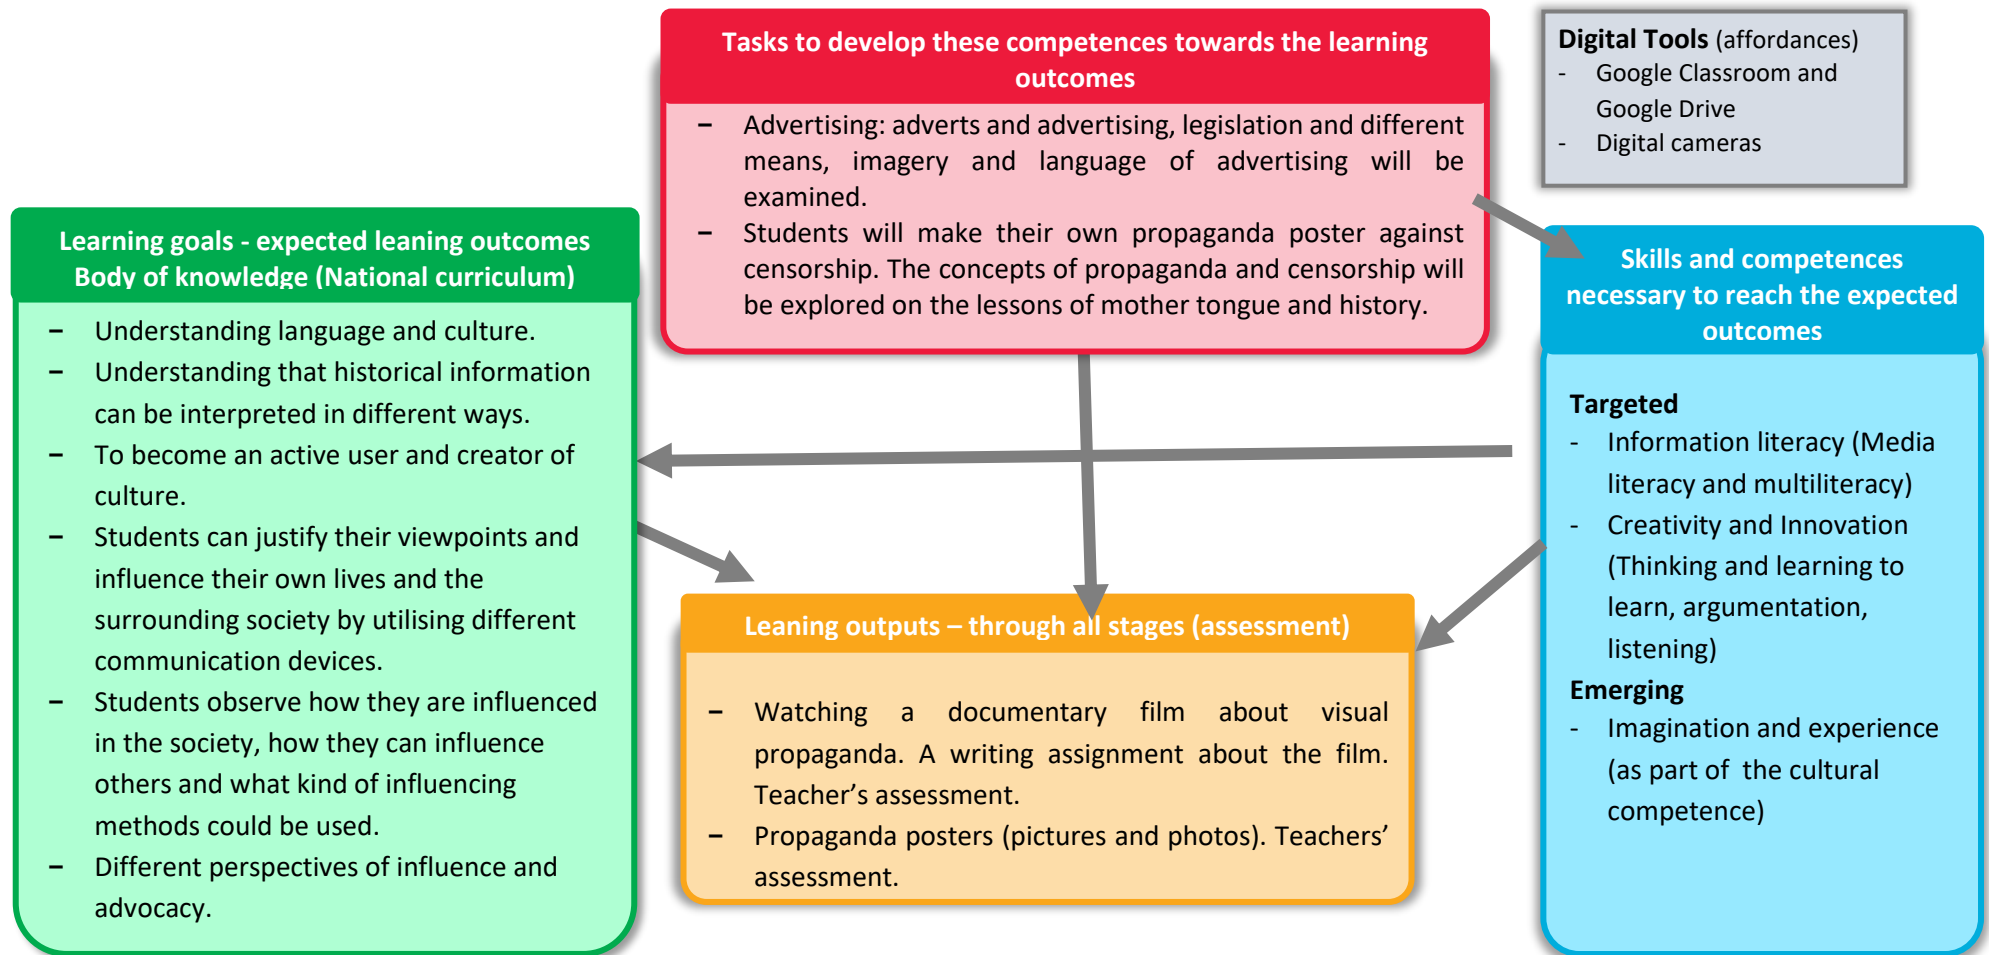 Tasks to develop these competences towards the learning
outcomes
– Advertising: adverts and advertising, legislation and different
means, imagery and language of advertising will be
examined.
– Students will make their own propaganda poster against
censorship. The concepts of propaganda and censorship will
be explored on the lessons of mother tongue and history.
Digital Tools (affordances)
- Google Classroom and
Google Drive
- Digital cameras
Learning goals - expected leaning outcomes
Body of knowledge (National curriculum)
– Understanding language and culture.
– Understanding that historical information
can be interpreted in different ways.
– To become an active user and creator of
culture.
– Students can justify their viewpoints and
influence their own lives and the
surrounding society by utilising different
communication devices.
– Students observe how they are influenced
in the society, how they can influence
others and what kind of influencing
methods could be used.
– Different perspectives of influence and
advocacy.
Leaning outputs – through all stages (assessment)
– Watching a documentary film about visual
propaganda. A writing assignment about the film.
Teacher’s assessment.
– Propaganda posters (pictures and photos). Teachers’
assessment.
Skills and competences
necessary to reach the expected
outcomes
Targeted
- Information literacy (Media
literacy and multiliteracy)
- Creativity and Innovation
(Thinking and learning to
learn, argumentation,
listening)
Emerging
- Imagination and experience
(as part of the cultural
competence)